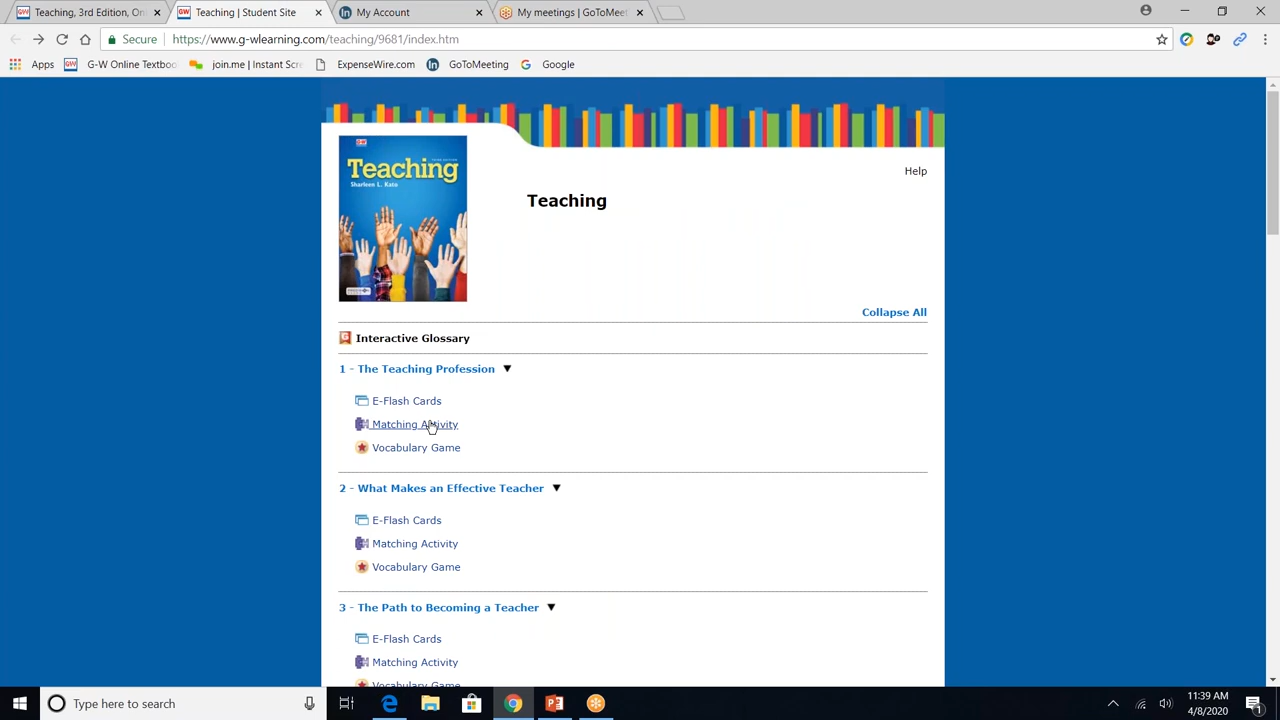 Teaching, 3rd Edition, On
Teaching | Student Site
My Account
My meetings | GoToMeet
Secure
https://www.g-wlearning.com/teaching/9681/index.htm
Apps
G-W Online Textboo
join.me | Instant Scre
ExpenseWire.com
GoToMeeting
Google
Teaching
Sharleen L. Kato
Help
Teaching
Collapse All
Interactive Glossary
1 - The Teaching Profession
E-Flash Cards
Matching Activity
Vocabulary Game
2 - What Makes an Effective Teacher
E-Flash Cards
Matching Activity
Vocabulary Game
3 - The Path to Becoming a Teacher
E-Flash Cards
Matching Activity
Vocabulary Game
Type here to search
11:39 AM
4/8/2020